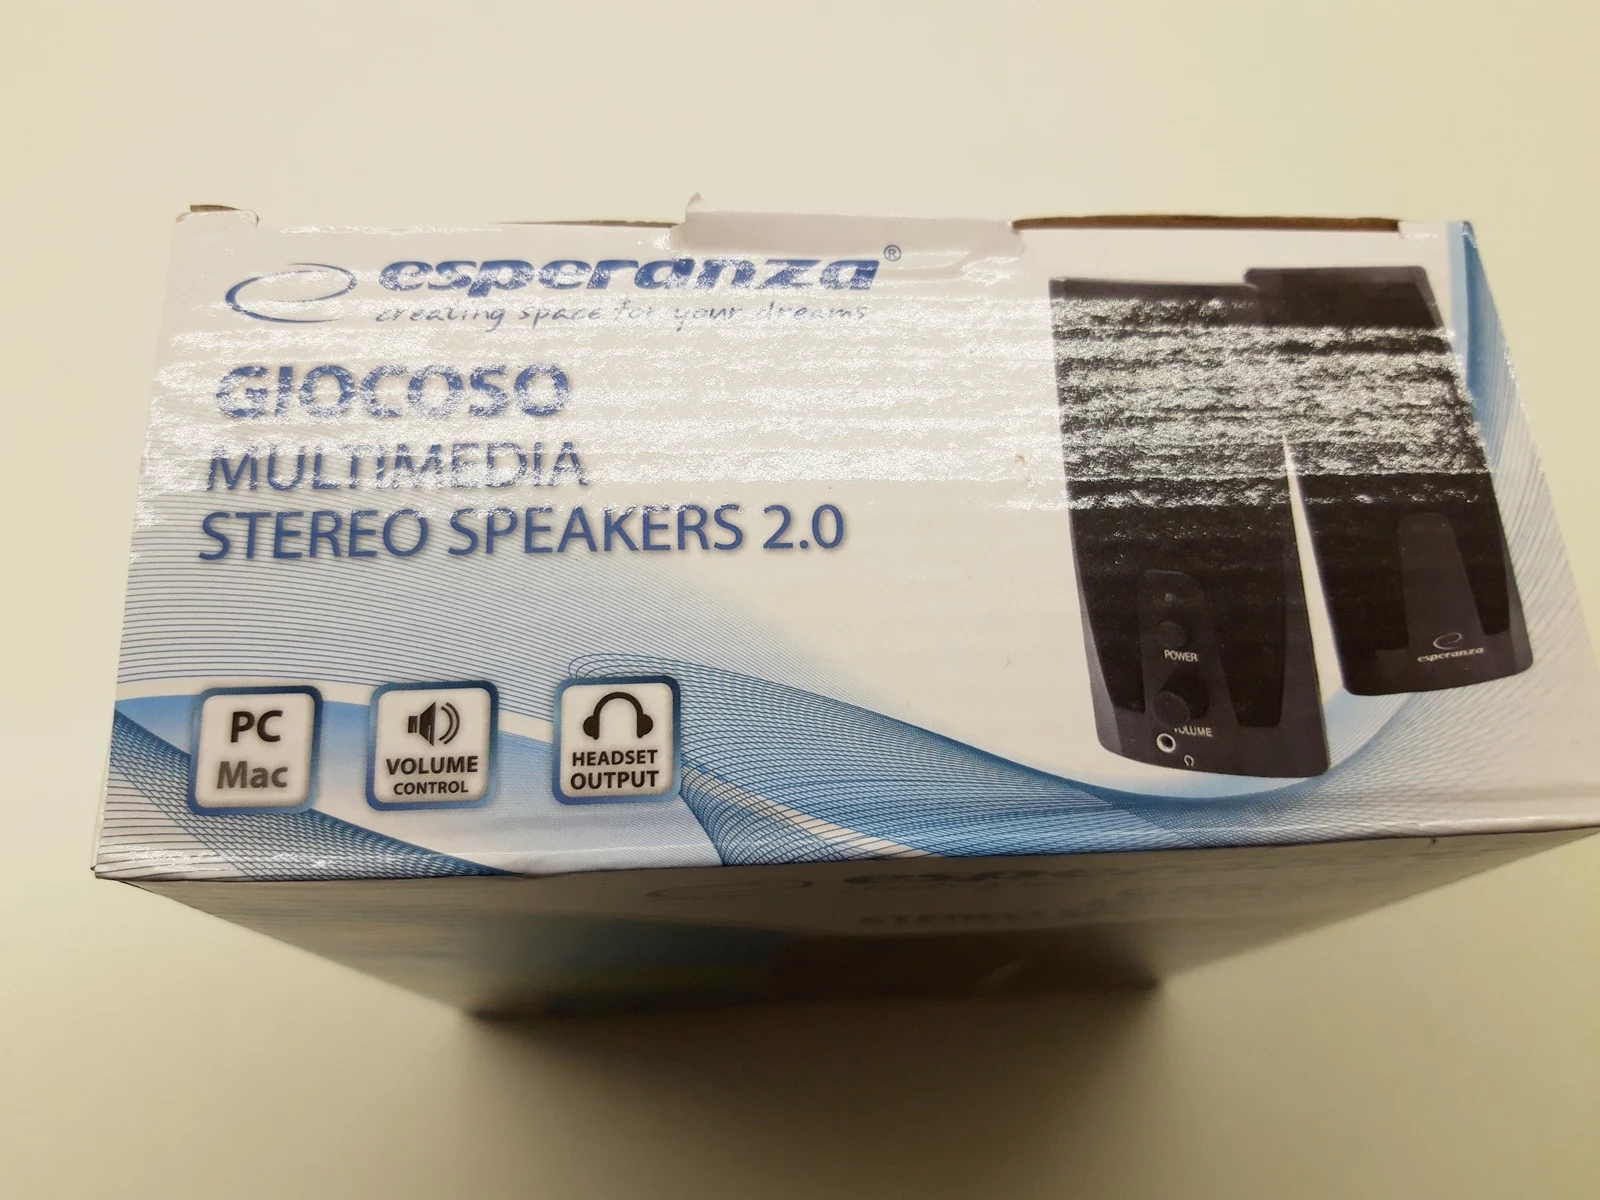 esperanza®
creating space for your dreams
GIOCOSO
MULTIMEDIA
STEREO SPEAKERS 2.0
PC
Mac
VOLUME
CONTROL
HEADSET
OUTPUT
POWER
VOLUME
esperanza